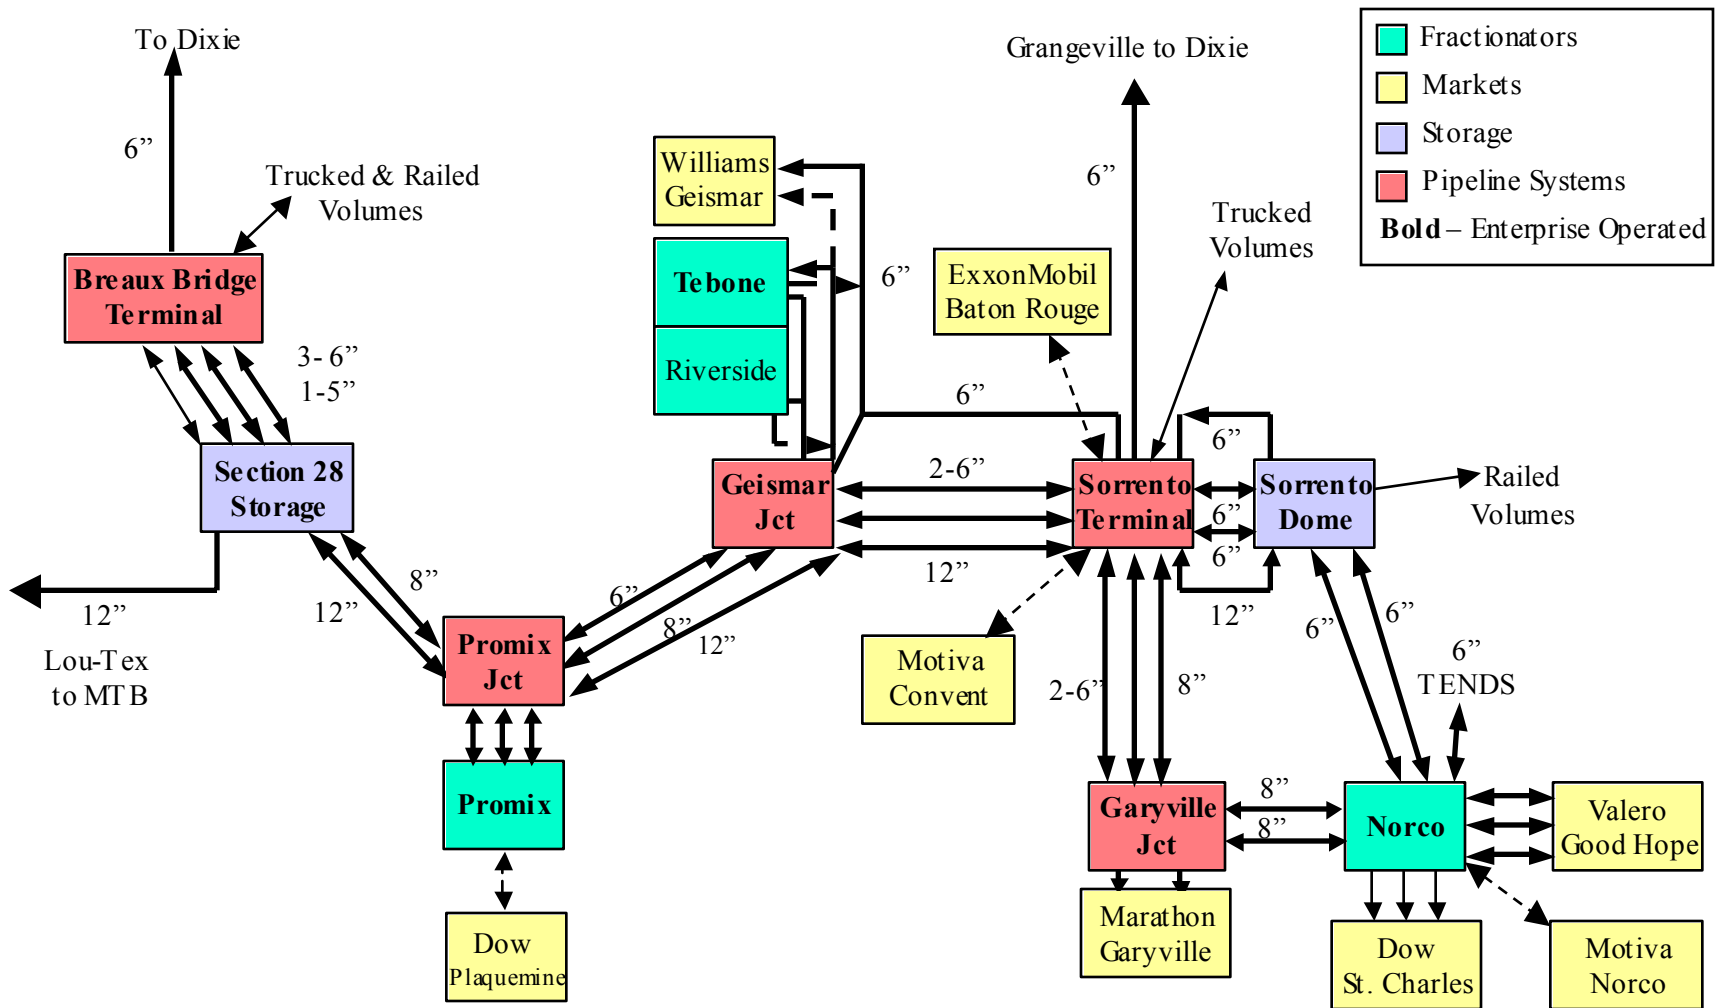 To Dixie
Grangeville to Dixie
Fractionators
Markets
Storage
Pipeline Systems
Bold – Enterprise Operated
6”
Trucked & Railed
Volumes
Williams
Geismar
6”
Trucked
Volumes
Breaux Bridge
Terminal
Tebone
6”
ExxonMobil
Baton Rouge
3-6”
1-5”
Riverside
6”
6”
Section 28
Storage
Geismar
Jct
2-6”
Sorrento
Terminal
6”
6”
Sorrento
Dome
Railed
Volumes
12”
12”
8”
12”
12”
Lou-Tex
to MTB
6”
8”
12”
Promix
Jct
Motiva
Convent
2-6”
8”
6”
6”
6”
TENDS
Promix
Garyville
Jct
8”
8”
Norco
Valero
Good Hope
Dow
Plaquemine
Marathon
Garyville
Dow
St. Charles
Motiva
Norco